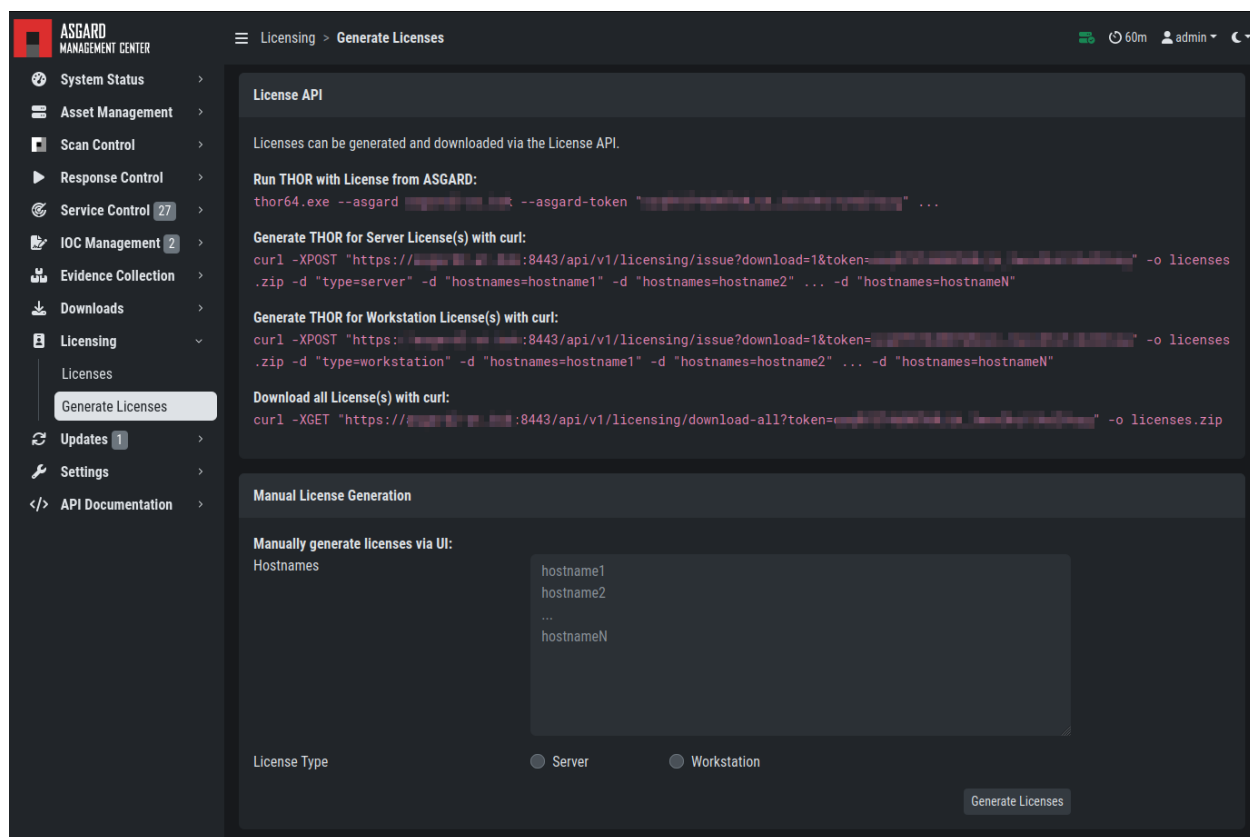 ASGARD
MANAGEMENT CENTER
Licensing > Generate Licenses
60m
admin
System Status
Asset Management
Scan Control
Response Control
Service Control 27
IOC Management 2
Evidence Collection
Downloads
Licensing
Licenses
Generate Licenses
Updates 1
Settings
</> API Documentation
License API
Licenses can be generated and downloaded via the License API.
Run THOR with License from ASGARD:
thor64.exe --asgard --asgard-token " " ...
Generate THOR for Server License(s) with curl:
curl -XPOST "https:// :8443/api/v1/licensing/issue?download=1&token= " -o licenses
.zip -d "type=server" -d "hostnames=hostname1" -d "hostnames=hostname2" ... -d "hostnames=hostnameN"
Generate THOR for Workstation License(s) with curl:
curl -XPOST "https: :8443/api/v1/licensing/issue?download=1&token= " -o licenses
.zip -d "type=workstation" -d "hostnames=hostname1" -d "hostnames=hostname2" ... -d "hostnames=hostnameN"
Download all License(s) with curl:
curl -XGET "https:// :8443/api/v1/licensing/download-all?token= " -o licenses.zip
Manual License Generation
Manually generate licenses via UI:
Hostnames
hostname1
hostname2
...
hostnameN
License Type
Server
Workstation
Generate Licenses